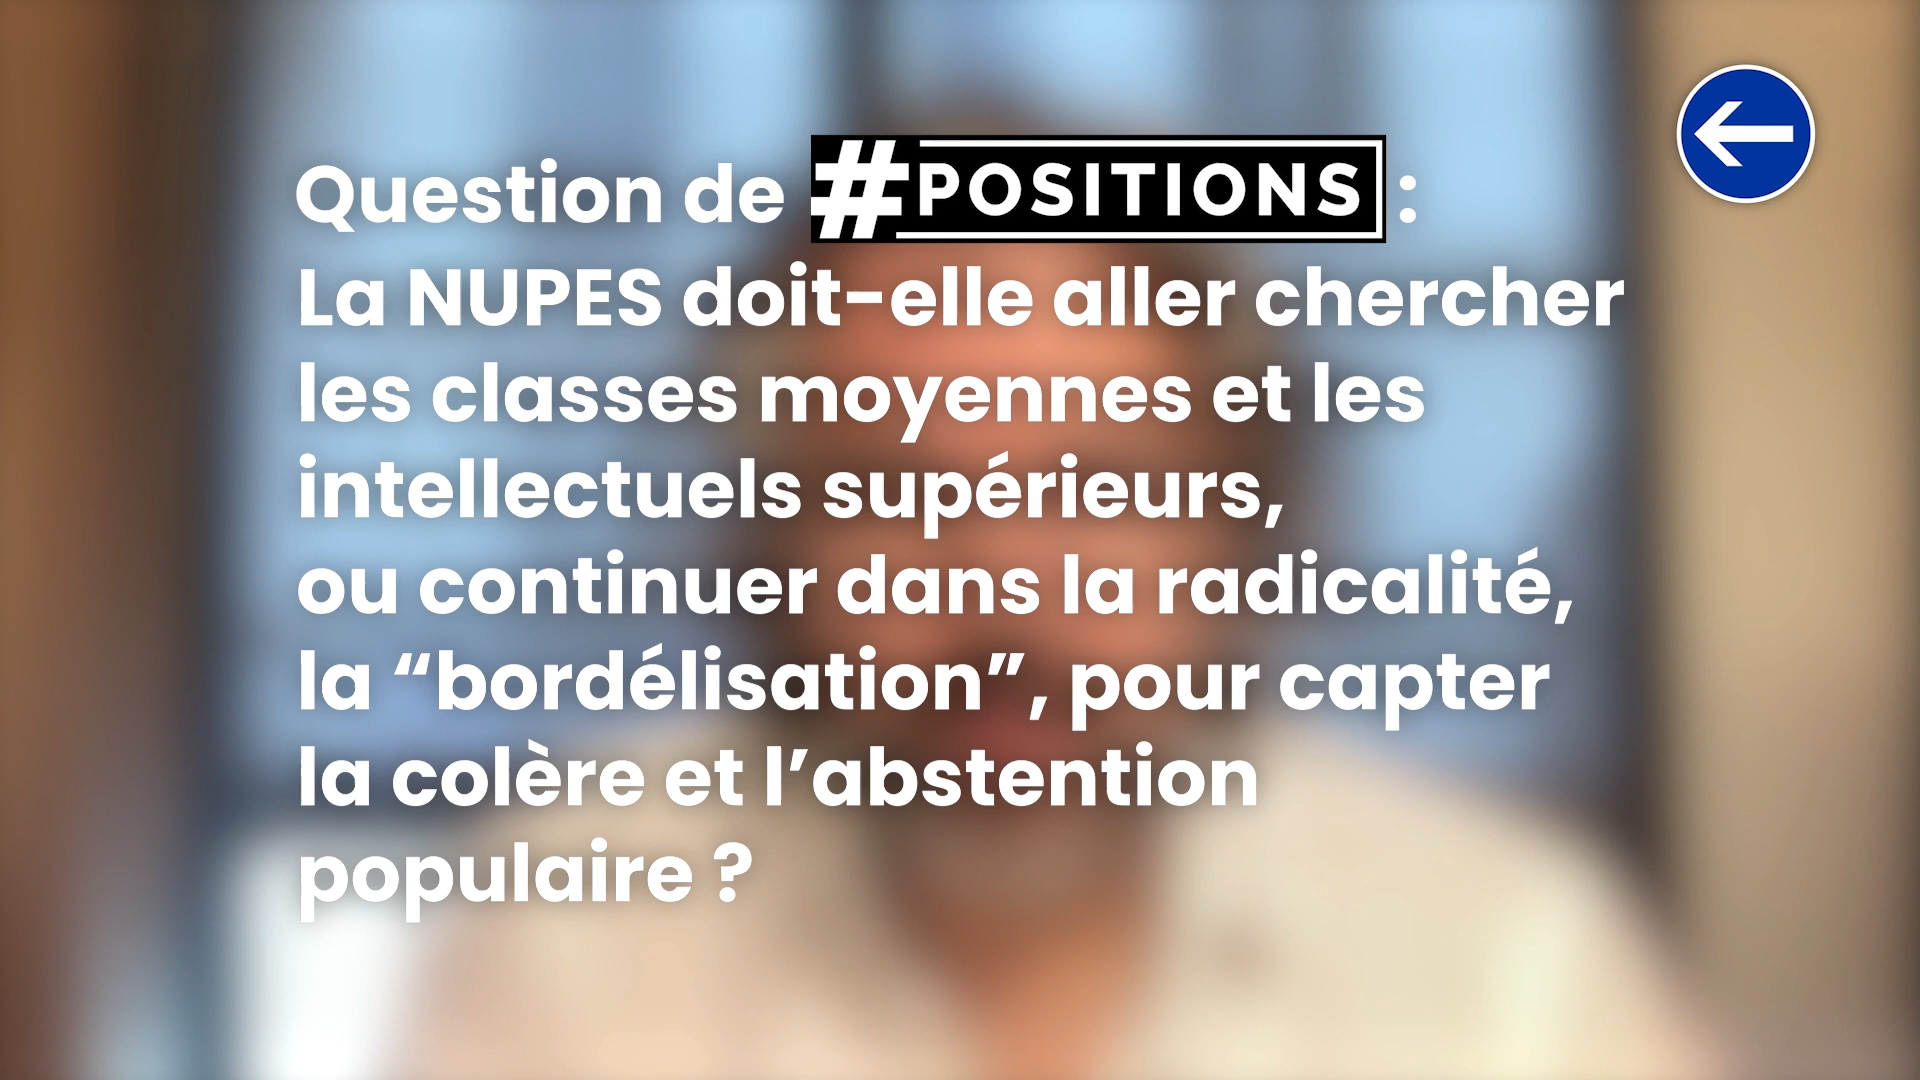 Question de #POSITIONS :
La NUPES doit-elle aller chercher
les classes moyennes et les
intellectuels supérieurs,
ou continuer dans la radicalité,
la “bordélisation”, pour capter
la colère et l’abstention
populaire ?